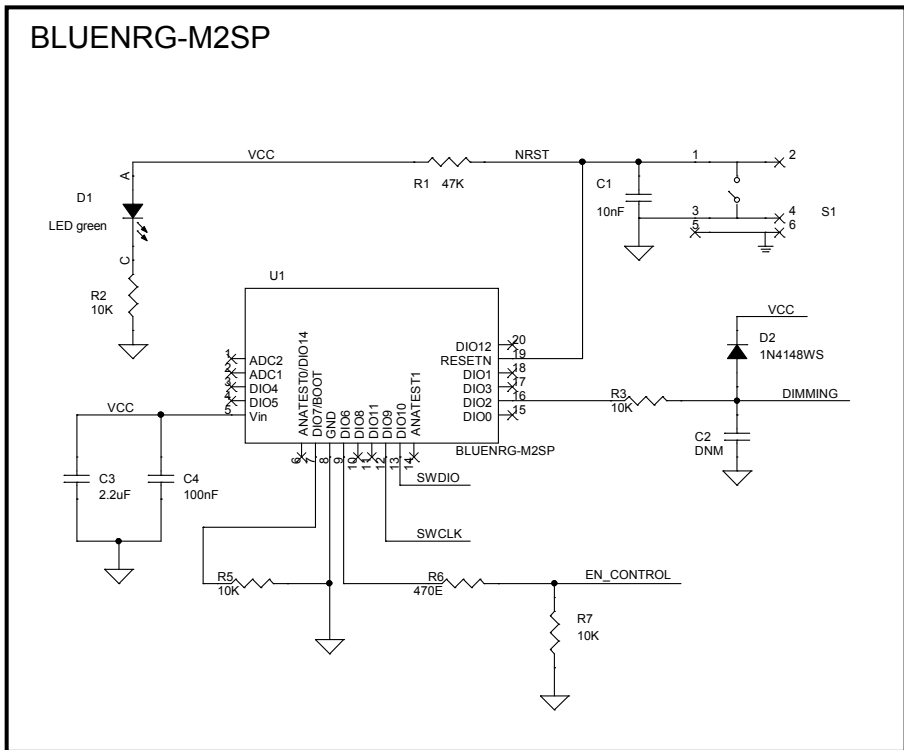 BLUENRG-M2SP
VCC
R1 47K
NRST
1
2
A
D1
LED green
C
R2
10K
C1
10nF
3
4
5
6
S1
U1
1 ADC2
2 ADC1
3 DIO4
4 DIO5
5 Vin
VCC
6 ANATEST0/DIO14
7 DIO7/BOOT
8 GND
9 DIO6
10 DIO8
11 DIO11
12 DIO9
13 DIO10
14 ANATEST1
DIO12 20
RESETN 19
DIO1 18
DIO3 17
DIO2 16
DIO0 15
BLUENRG-M2SP
VCC
D2
1N4148WS
R3
10K
DIMMING
C2
DNM
C3
2.2uF
C4
100nF
SWDIO
SWCLK
R5
10K
R6
470E
EN_CONTROL
R7
10K